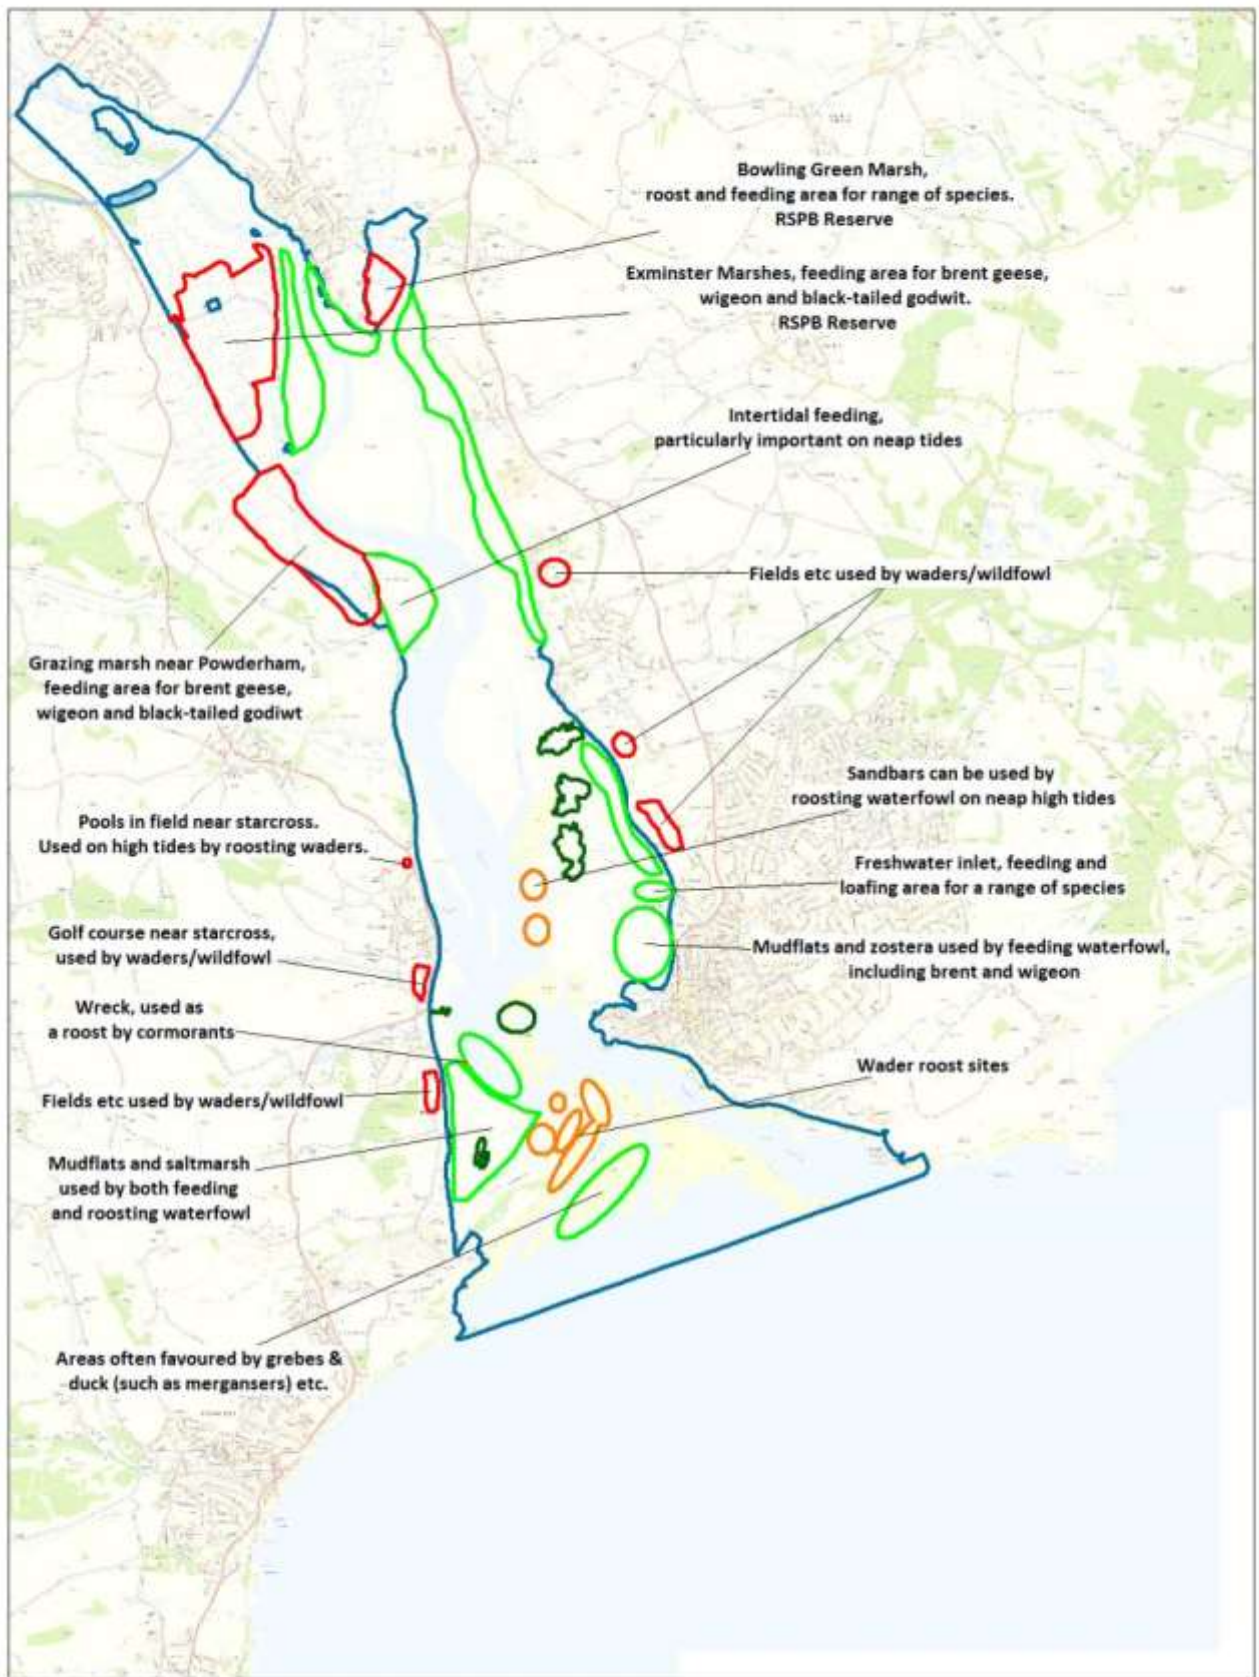 Bowling Green Marsh,
roost and feeding area for range of species.
RSPB Reserve
Exminster Marshes, feeding area for brent geese,
wigeon and black-tailed godwit.
RSPB Reserve
Intertidal feeding,
particularly important on neap tides
Fields etc used by waders/wildfowl
Grazing marsh near Powderham,
feeding area for brent geese,
wigeon and black-tailed godiwt
Sandbars can be used by
roosting waterfowl on neap high tides
Pools in field near starcross.
Used on high tides by roosting waders.
Freshwater inlet, feeding and
loafing area for a range of species
Golf course near starcross,
used by waders/wildfowl
Mudflats and zostera used by feeding waterfowl,
including brent and wigeon
Wreck, used as
a roost by cormorants
Wader roost sites
Fields etc used by waders/wildfowl
Mudflats and saltmarsh
used by both feeding
and roosting waterfowl
Areas often favoured by grebes &
duck (such as mergansers) etc.